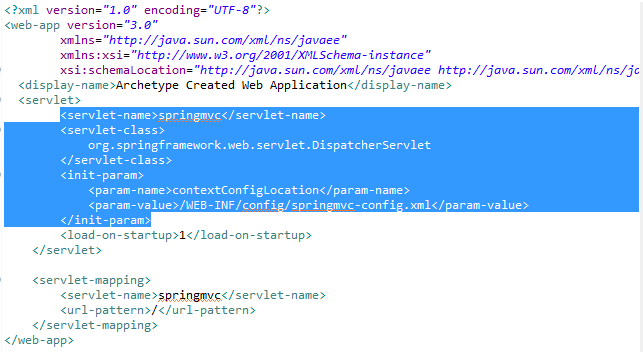 <?xml version="1.0" encoding="UTF-8"?>
<web-app version="3.0"
xmlns="http://java.sun.com/xml/ns/javaee"
xmlns:xsi="http://www.w3.org/2001/XMLSchema-instance"
xsi:schemaLocation="http://java.sun.com/xml/ns/javaee http://java.sun.com/xml/ns/ja
<display-name>Archetype Created Web Application</display-name>
<servlet>
<servlet-name>springmvc</servlet-name>
<servlet-class>
org.springframework.web.servlet.DispatcherServlet
</servlet-class>
<init-param>
<param-name>contextConfigLocation</param-name>
<param-value>/WEB-INF/config/springmvc-config.xml</param-value>
</init-param>
<load-on-startup>1</load-on-startup>
</servlet>
<servlet-mapping>
<servlet-name>springmvc</servlet-name>
<url-pattern>/</url-pattern>
</servlet-mapping>
</web-app>